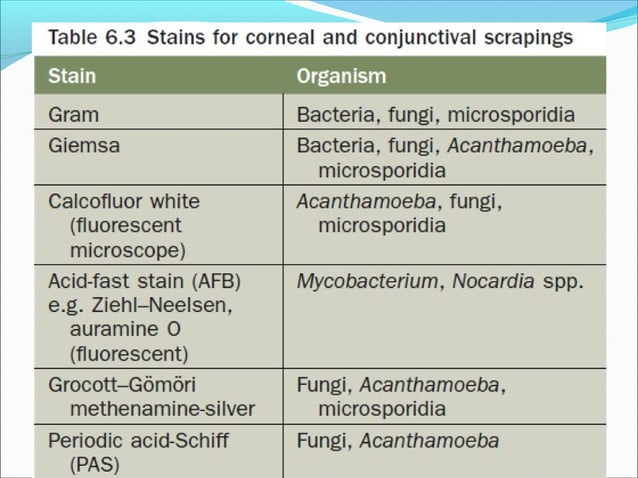 Table 6.3 Stains for corneal and conjunctival scrapings
Stain Organism
Gram Bacteria, fungi, microsporidia
Giemsa Bacteria, fungi, Acanthamoeba,
microsporidia
Calcofluor white Acanthamoeba, fungi,
(fluorescent microsporidia
microscope)
Acid-fast stain (AFB) Mycobacterium, Nocardia spp.
e.g. Ziehl–Neelsen,
auramine O
(fluorescent)
Grocott–Gömöri Fungi, Acanthamoeba,
methenamine-silver microsporidia
Periodic acid-Schiff Fungi, Acanthamoeba
(PAS)